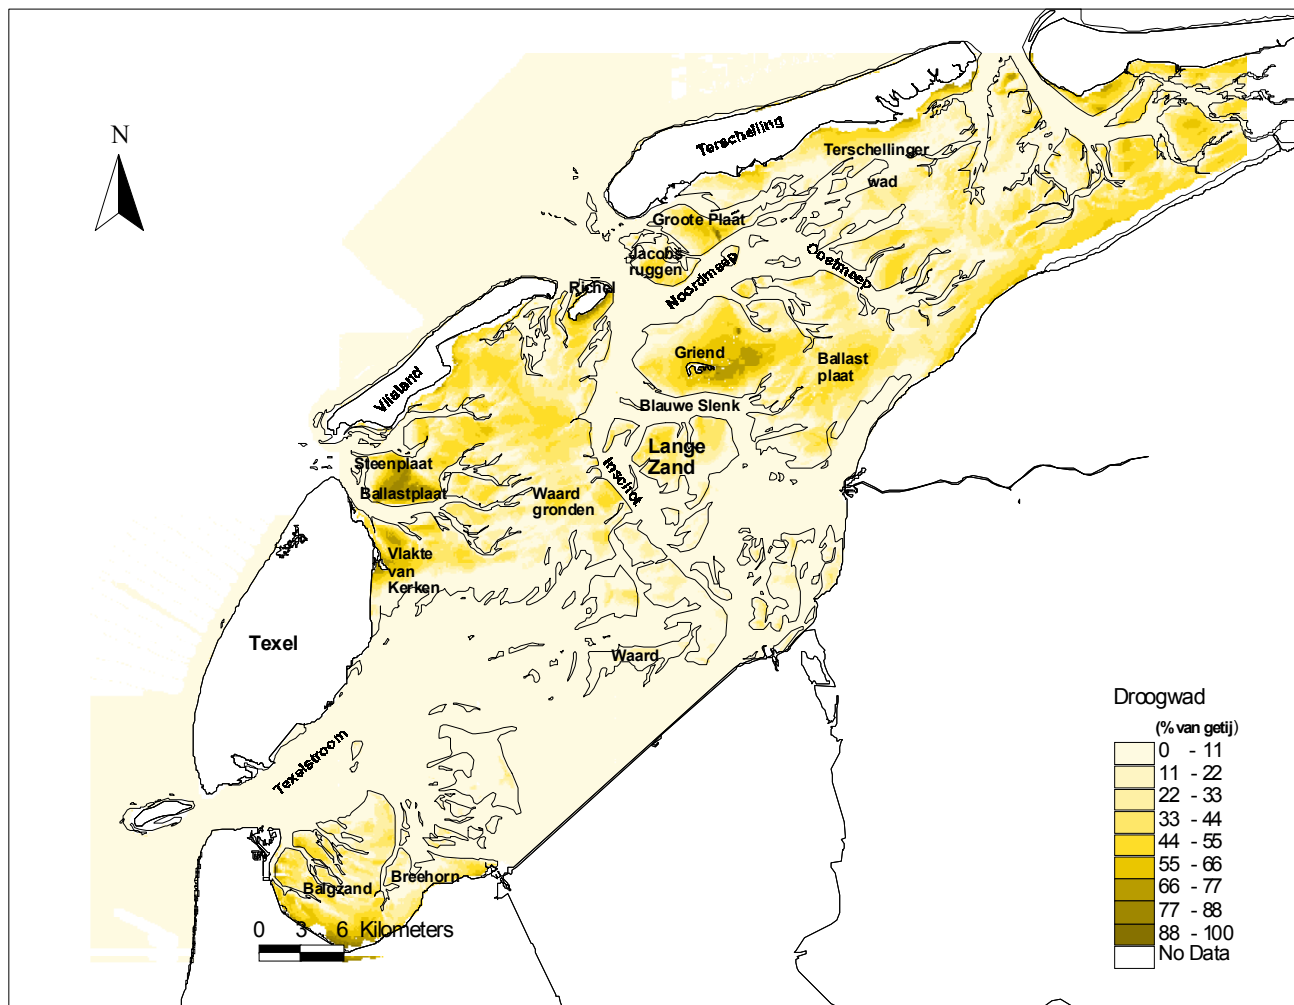 N
Terschelling
Terschellinger
wad
Groote Plaat
Jacobs
ruggen
Noordmeep
Oostmeep
Richel
Griend
Ballast
plaat
Vlieland
Blauwe Slenk
Lange
Zand
Inschot
Steenplaat
Ballastplaat
Waard
gronden
Vlakte
van
Kerken
Texel
Waard
Texelstroom
Balgzand
Breehorn
0 3 6 Kilometers
Droogwad
(% van getij)
0 - 11
11 - 22
22 - 33
33 - 44
44 - 55
55 - 66
66 - 77
77 - 88
88 - 100
No Data